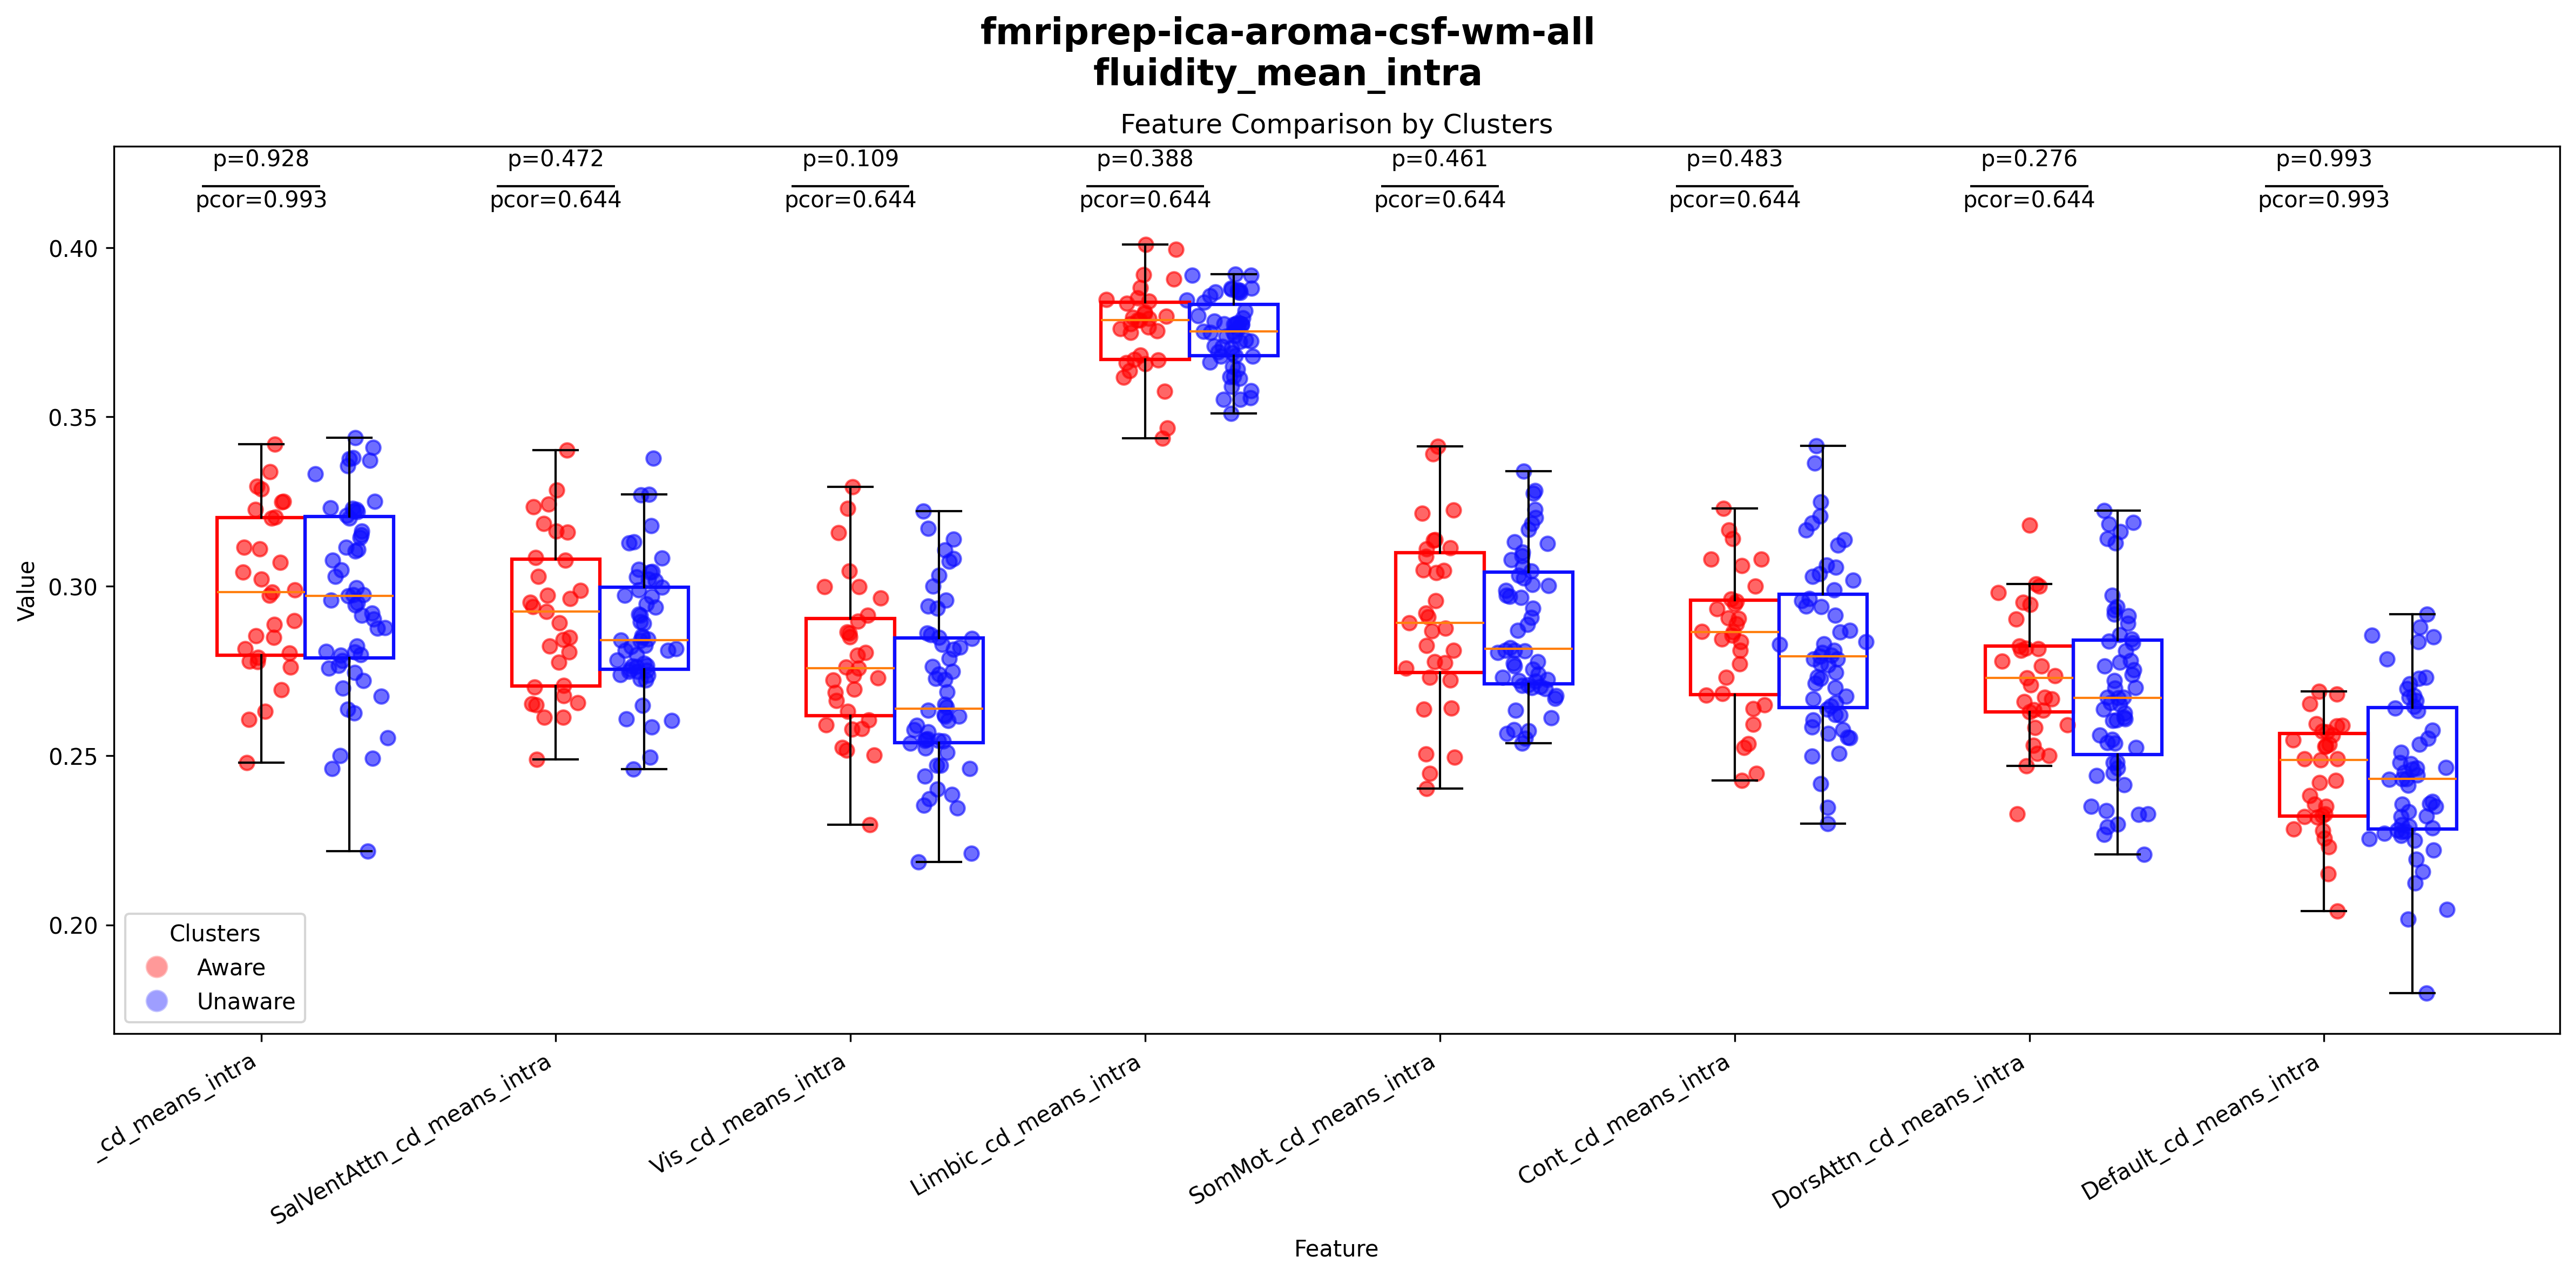 fmriprep-ica-aroma-csf-wm-all
fluidity_mean_intra
Feature Comparison by Clusters
p=0.928 p=0.472 p=0.109 p=0.388 p=0.461 p=0.483 p=0.276 p=0.993
pcor=0.993 pcor=0.644 pcor=0.644 pcor=0.644 pcor=0.644 pcor=0.644 pcor=0.644 pcor=0.993
0.40
0.35
0.30
0.25
0.20
Value
Clusters
Aware
Unaware
_cd_means_intra
SalVentAttn_cd_means_intra
Vis_cd_means_intra
Limbic_cd_means_intra
SomMot_cd_means_intra
Cont_cd_means_intra
DorsAttn_cd_means_intra
Default_cd_means_intra
Feature